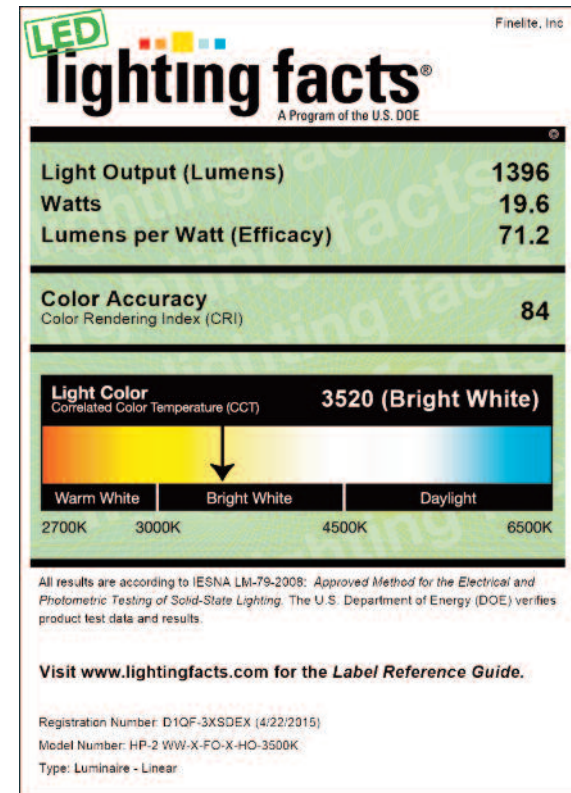 Finelite, Inc
LED
lighting facts®
A Program of the U.S. DOE
©
Light Output (Lumens) 1396
Watts 19.6
Lumens per Watt (Efficacy) 71.2
Color Accuracy
Color Rendering Index (CRI) 84
Light Color
Correlated Color Temperature (CCT) 3520 (Bright White)
Warm White Bright White Daylight
2700K 3000K 4500K 6500K
All results are according to IESNA LM-79-2008: Approved Method for the Electrical and
Photometric Testing of Solid-State Lighting. The U.S. Department of Energy (DOE) verifies
product test data and results.
Visit www.lightingfacts.com for the Label Reference Guide.
Registration Number: D1QF-3XSDEX (4/22/2015)
Model Number: HP-2 WW-X-FO-X-HO-3500K
Type: Luminaire - Linear